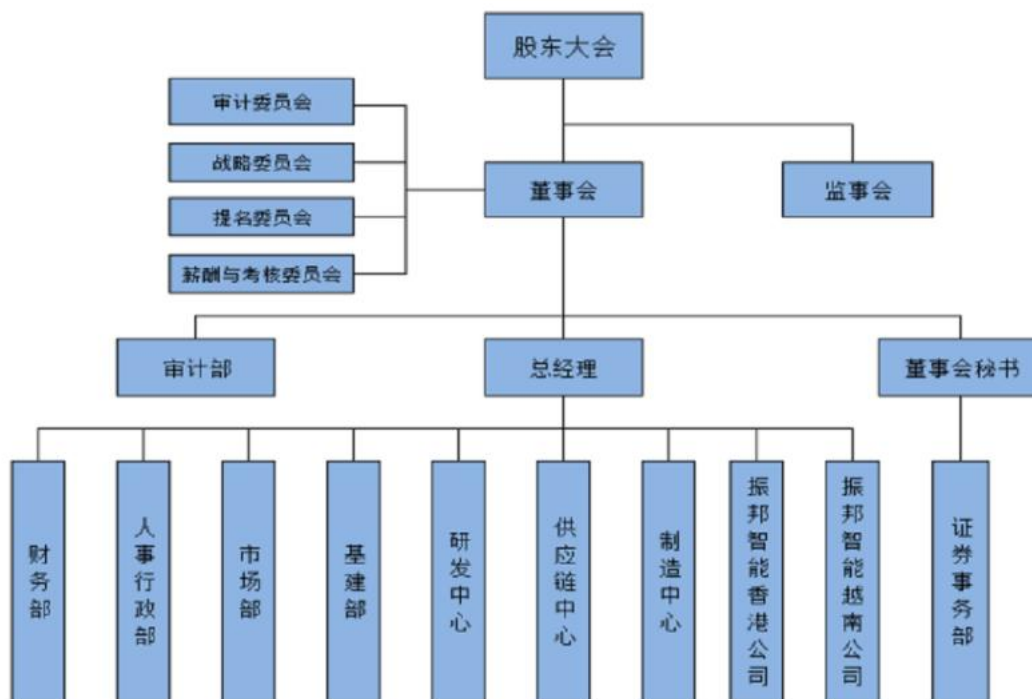 股东大会
审计委员会
战略委员会
董事会
监事会
提名委员会
薪酬与考核委员会
审计部
总经理
董事会秘书
财务部
人事行政部
市场部
基建部
研发中心
供应链中心
制造中心
振邦智能香港公司
振邦智能越南公司
证券事务部